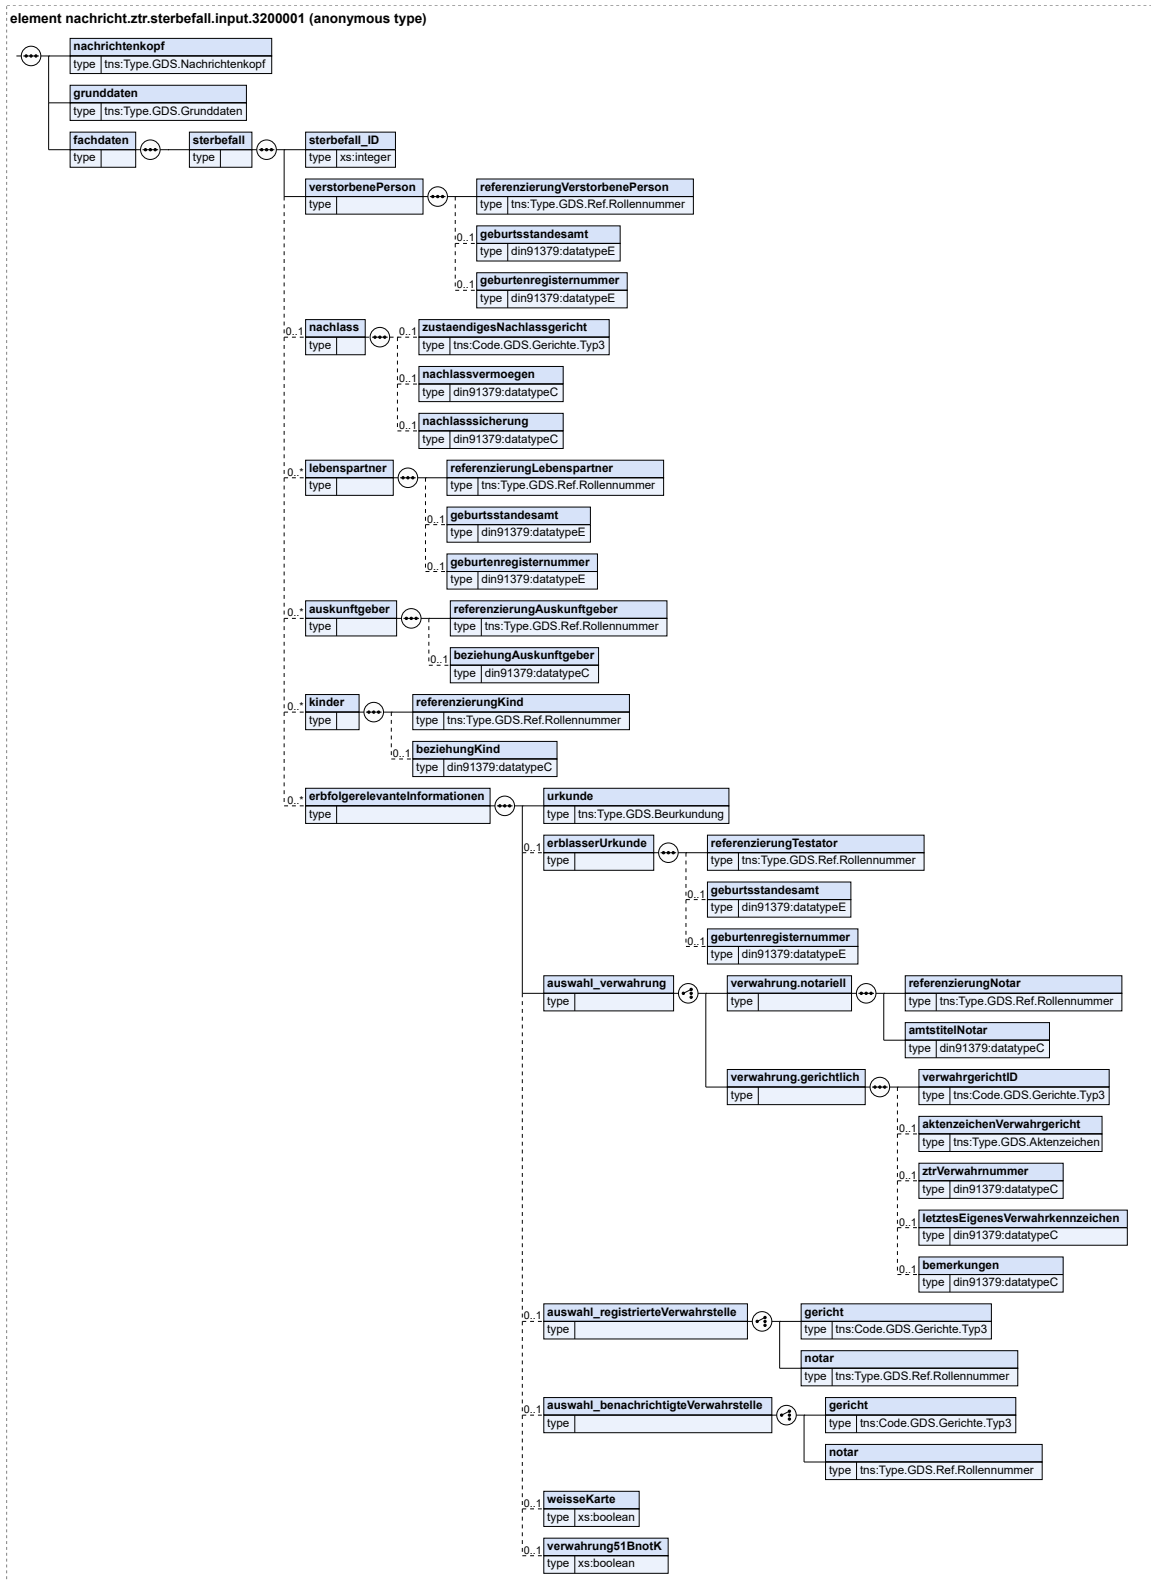 element nachricht.ztr.sterbefall.input.3200001 (anonymous type)
nachrichtenkopf
type tns:Type.GDS.Nachrichtenkopf
grunddaten
type tns:Type.GDS.Grunddaten
fachdaten
type
sterbefall
type
sterbefall_ID
type xs:integer
verstorbenePerson
type
referenzierungVerstorbenePerson
type tns:Type.GDS.Ref.Rollennummer
0..1 geburtsstandesamt
type din91379:datatypeE
0..1 geburtenregisternummer
type din91379:datatypeE
0..1 nachlass
type
0..1 zustaendigesNachlassgericht
type tns:Code.GDS.Gerichte.Typ3
0..1 nachlassvermoegen
type din91379:datatypeC
0..1 nachlasssicherung
type din91379:datatypeC
0..* lebenspartner
type
referenzierungLebenspartner
type tns:Type.GDS.Ref.Rollennummer
0..1 geburtsstandesamt
type din91379:datatypeE
0..1 geburtenregisternummer
type din91379:datatypeE
0..* auskunftgeber
type
referenzierungAuskunftgeber
type tns:Type.GDS.Ref.Rollennummer
0..1 beziehungAuskunftgeber
type din91379:datatypeC
0..* kinder
type
referenzierungKind
type tns:Type.GDS.Ref.Rollennummer
0..1 beziehungKind
type din91379:datatypeC
0..* erbfolgerelevanteInformationen
type
urkunde
type tns:Type.GDS.Beurkundung
0..1 erblasserUrkunde
type
referenzierungTestator
type tns:Type.GDS.Ref.Rollennummer
0..1 geburtsstandesamt
type din91379:datatypeE
0..1 geburtenregisternummer
type din91379:datatypeE
auswahl_verwahrung
type
verwahrung.notariell
type
referenzierungNotar
type tns:Type.GDS.Ref.Rollennummer
amtstitelNotar
type din91379:datatypeC
verwahrung.gerichtlich
type
verwahrgerichtID
type tns:Code.GDS.Gerichte.Typ3
0..1 aktenzeichenVerwahrgericht
type tns:Type.GDS.Aktenzeichen
0..1 ztrVerwahrnummer
type din91379:datatypeC
0..1 letztesEigenesVerwahrkennzeichen
type din91379:datatypeC
0..1 bemerkungen
type din91379:datatypeC
0..1 auswahl_registrierteVerwahrstelle
type
gericht
type tns:Code.GDS.Gerichte.Typ3
notar
type tns:Type.GDS.Ref.Rollennummer
0..1 auswahl_benachrichtigteVerwahrstelle
type
gericht
type tns:Code.GDS.Gerichte.Typ3
notar
type tns:Type.GDS.Ref.Rollennummer
0..1 weisseKarte
type xs:boolean
0..1 verwahrung51BnotK
type xs:boolean